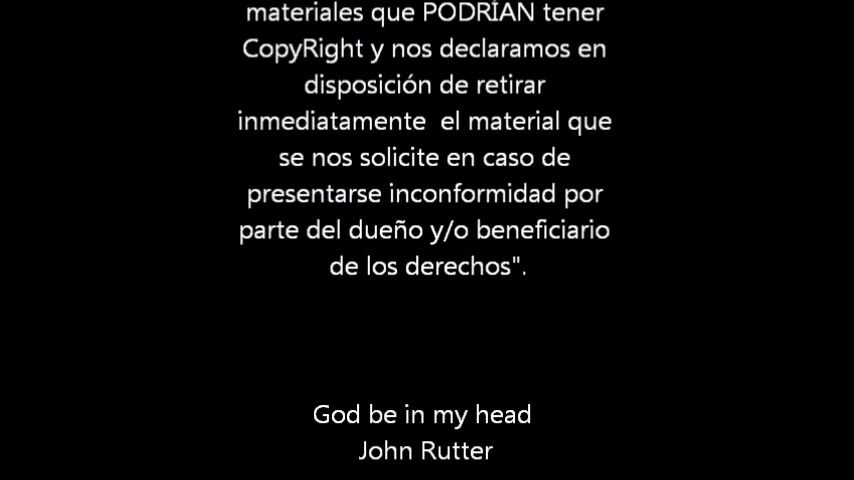 materiales que PODRÍAN tener
CopyRight y nos declaramos en
disposición de retirar
inmediatamente  el material que
se nos solicite en caso de
presentarse inconformidad por
parte del dueño y/o beneficiario
de los derechos".
God be in my head
John Rutter